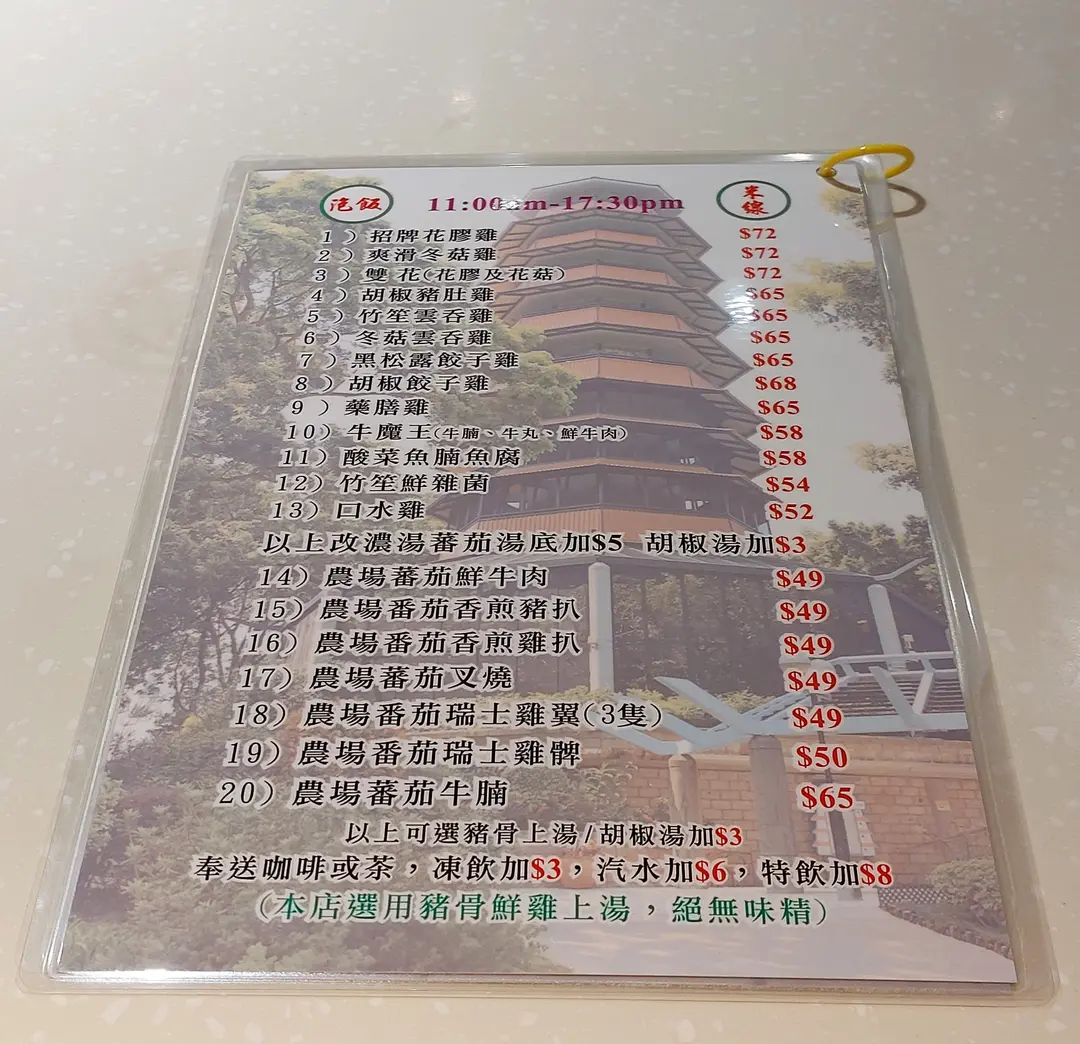 泡飯 11:00am-17:30pm 米線
1）招牌花膠雞 $72
2）爽滑冬菇雞 $72
3）雙花(花膠及花菇) $72
4）胡椒豬肚雞 $65
5）竹笙雲吞雞 $65
6）冬菇雲吞雞 $65
7）黑松露餃子雞 $65
8）胡椒餃子雞 $68
9）藥膳雞 $65
10）牛魔王(牛腩、牛丸、鮮牛肉) $58
11）酸菜魚腩魚腐 $58
12）竹笙鮮雜菌 $54
13）口水雞 $52
以上改濃湯蕃茄湯底加$5 胡椒湯加$3
14）農場蕃茄鮮牛肉 $49
15）農場番茄香煎豬扒 $49
16）農場番茄香煎雞扒 $49
17）農場蕃茄叉燒 $49
18）農場番茄瑞士雞翼(3隻) $49
19）農場番茄瑞士雞髀 $50
20）農場蕃茄牛腩 $65
以上可選豬骨上湯/胡椒湯加$3
奉送咖啡或茶，凍飲加$3，汽水加$6，特飲加$8
(本店選用豬骨鮮雞上湯，絕無味精)